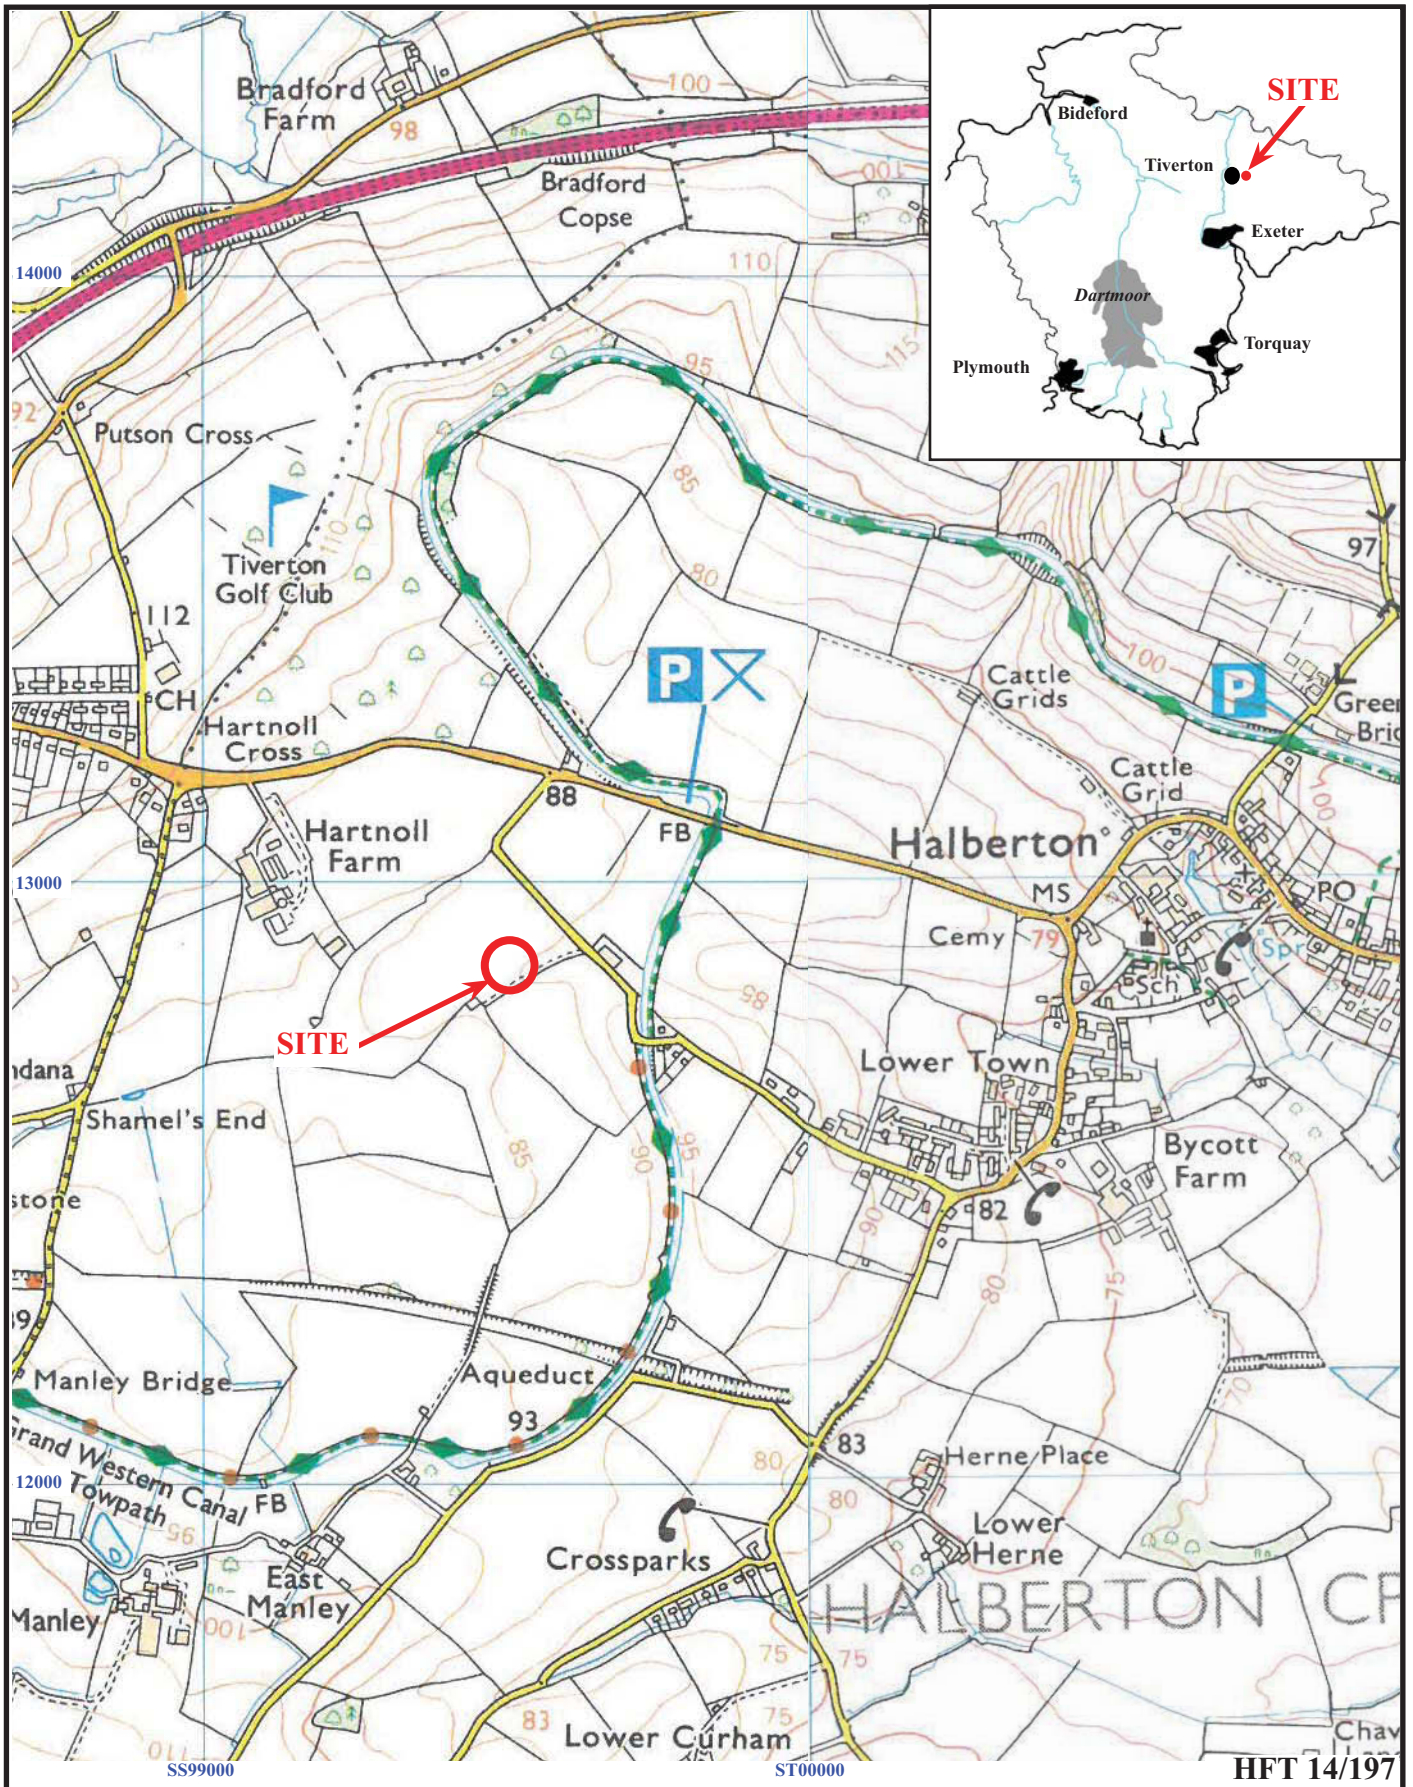 Bradford
Farm
98
100
Bradford
Copse
100
110
115
14000
92
Putson Cross
95
85
80
110
Tiverton
Golf Club
112
CH
Hartnoll
Cross
P
88
FB
Hartnoll
Farm
13000
SITE
Bideford
SITE
Tiverton
Exeter
Dartmoor
Torquay
Plymouth
97
Cattle
Grids
100
P
Green
Cattle
Grid
100
Halberton
MS
PO
Cemy
79
Spr
Sch
85
Lower Town
Shamel's End
85
90
95
Bycott
Farm
82
90
80
75
70
Manley Bridge
Aqueduct
93
Grand Western Canal
Towpath
FB
12000
95
83
80
80
Herne Place
Lower
Herne
Crossparks
HALBERTON CP
East
Manley
Manley
100
75
75
75
83
Lower Curham
110
SS99000
ST00000
HFT 14/197